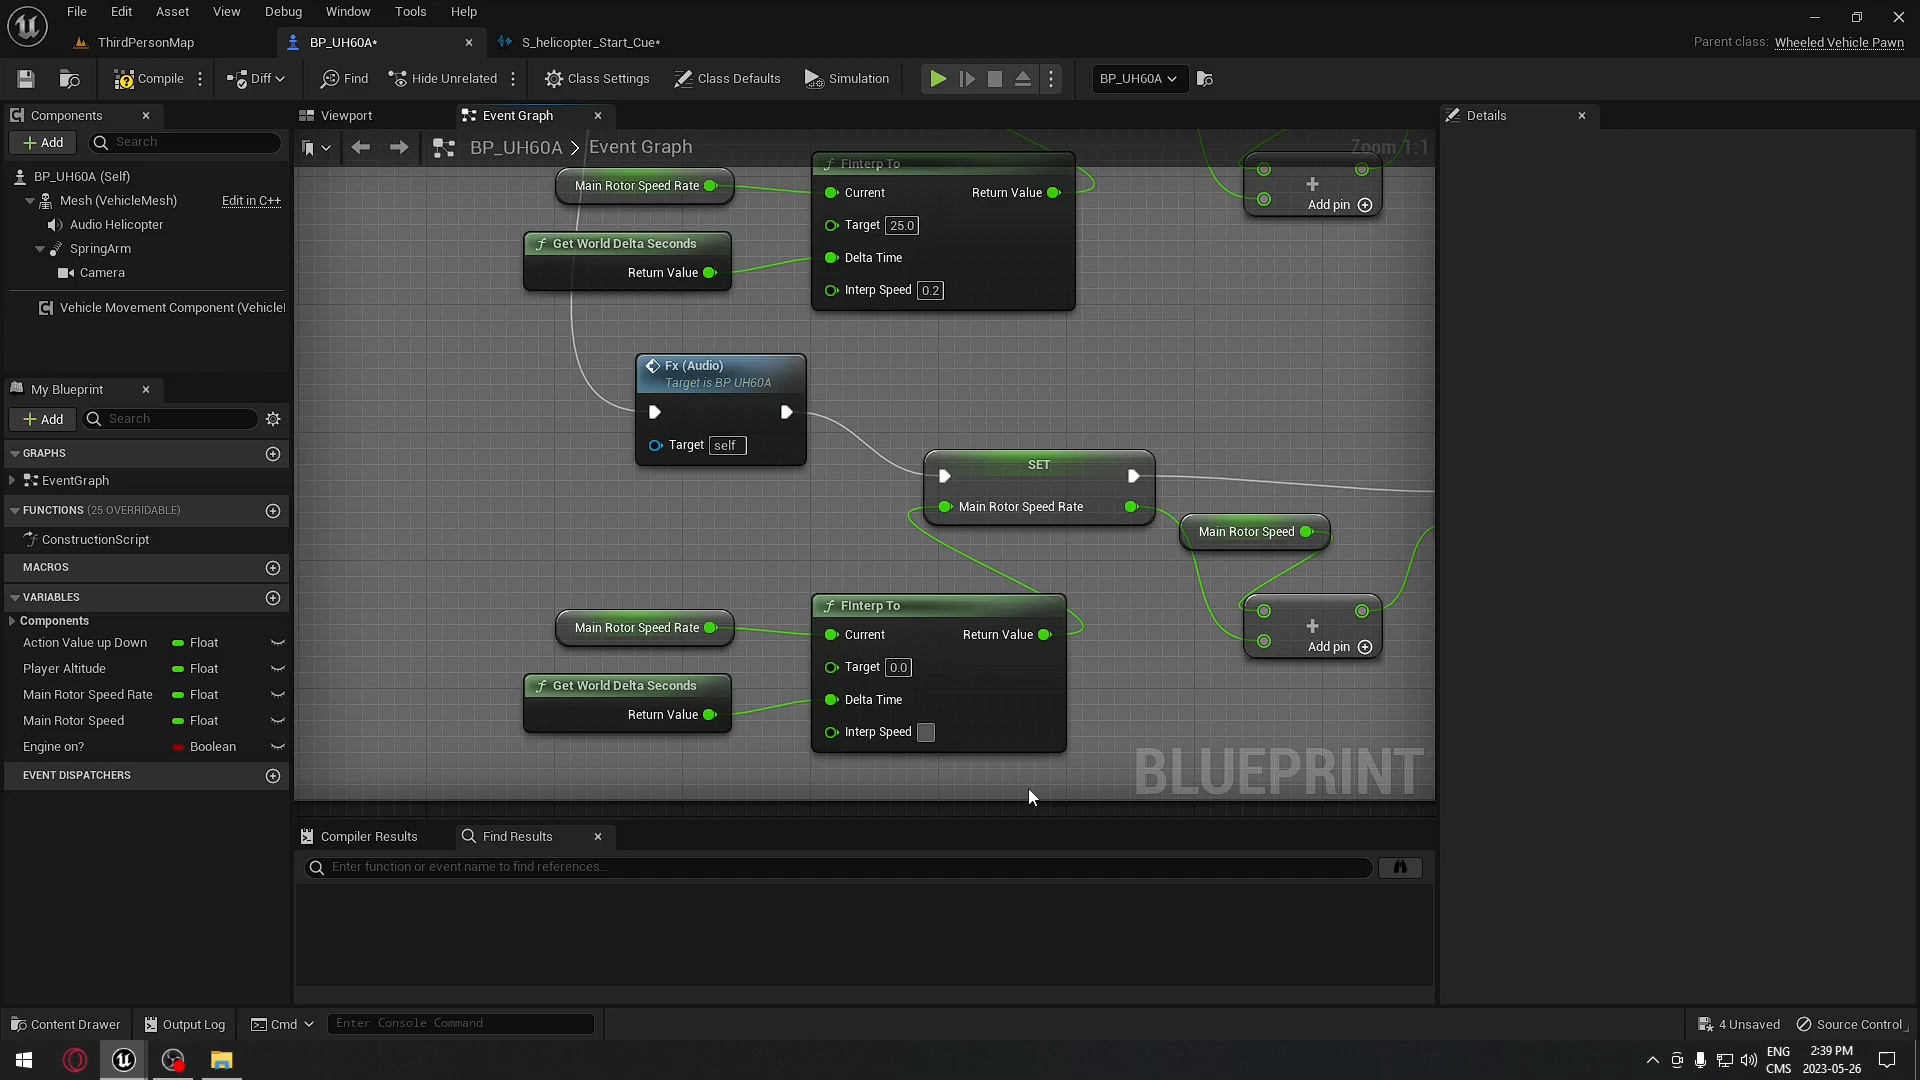 File Edit Asset View Debug Window Tools Help
ThirdPersonMap
BP_UH60A*
S_helicopter_Start_Cue*
Parent class: Wheeled Vehicle Pawn
Compile
Diff
Find
Hide Unrelated
Class Settings
Class Defaults
Simulation
BP_UH60A
Components
Add
Search
BP_UH60A (Self)
Mesh (VehicleMesh) Edit in C++
Audio Helicopter
SpringArm
Camera
Vehicle Movement Component (Vehicle
My Blueprint
Add
Search
GRAPHS
EventGraph
FUNCTIONS (25 OVERRIDABLE)
ConstructionScript
MACROS
VARIABLES
Components
Action Value up Down Float
Player Altitude Float
Main Rotor Speed Rate Float
Main Rotor Speed Float
Engine on? Boolean
EVENT DISPATCHERS
Viewport
Event Graph
BP_UH60A > Event Graph
Zoom 1:1
Main Rotor Speed Rate
Get World Delta Seconds
Return Value
FInterp To
Current Return Value
Target 25.0
Delta Time
Interp Speed 0.2
Add pin
Fx (Audio)
Target is BP UH60A
Target self
SET
Main Rotor Speed Rate
Main Rotor Speed
Add pin
Main Rotor Speed Rate
Get World Delta Seconds
Return Value
FInterp To
Current Return Value
Target 0.0
Delta Time
Interp Speed
BLUEPRINT
Compiler Results
Find Results
Enter function or event name to find references...
Details
Content Drawer
Output Log
Cmd
Enter Console Command
4 Unsaved
Source Control
ENG
CMS
2:39 PM
2023-05-26